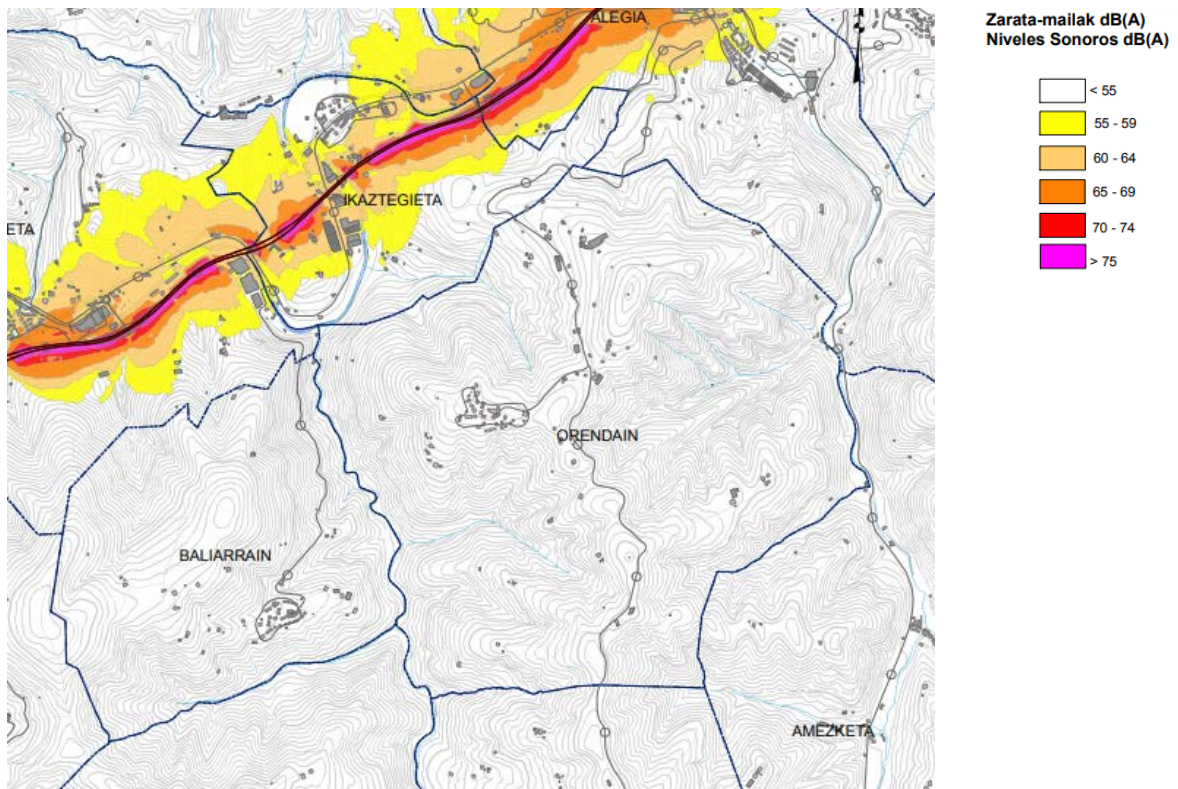 Zarata-mailak dB(A)
Niveles Sonoros dB(A)
< 55
55 - 59
60 - 64
65 - 69
70 - 74
> 75
ALEGIA
IKAZTEGIETA
ETA
ORENDAIN
BALIARRAIN
AMEZKETA